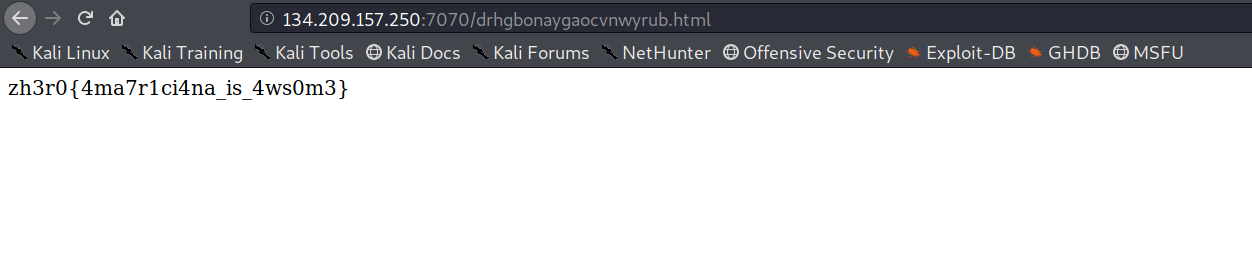 134.209.157.250:7070/drhgbonaygaocvnwyrub.html
Kali Linux Kali Training Kali Tools Kali Docs Kali Forums NetHunter Offensive Security Exploit-DB GHDB MSFU
zh3r0{4ma7r1ci4na_is_4ws0m3}